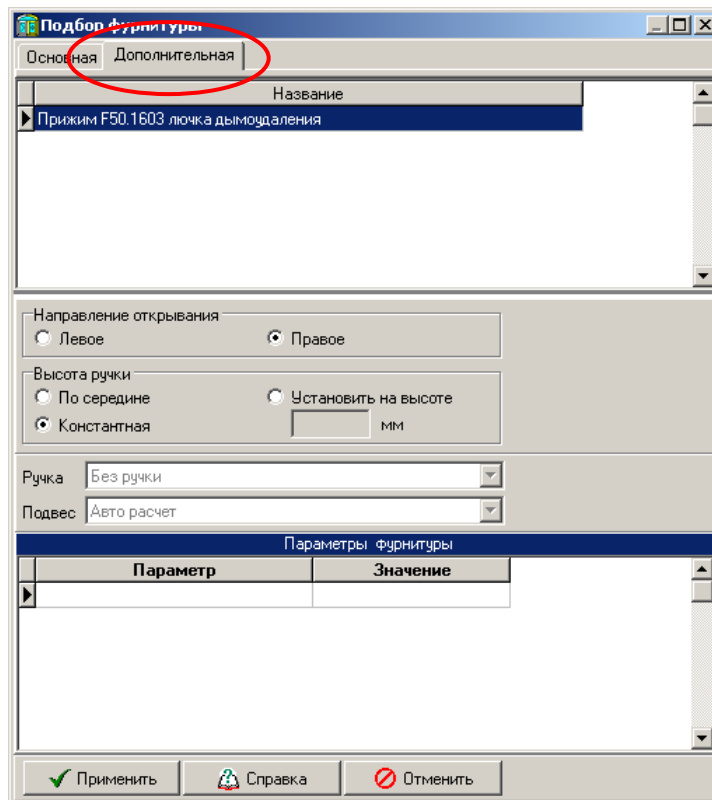 Подбор фурнитуры
Основная Дополнительная
Название
Прижим F50.1603 лючка дымоудаления
Направление открывания
Левое Правое
Высота ручки
По середине Установить на высоте
Константная мм
Ручка Без ручки
Подвес Авто расчет
Параметры фурнитуры
Параметр Значение
Применить Справка Отменить